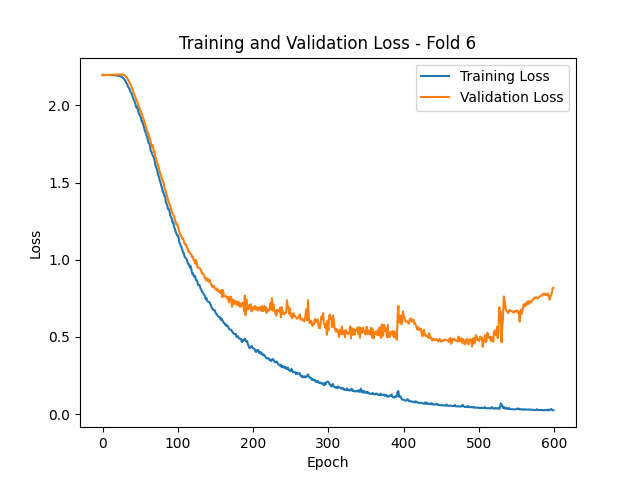 Training and Validation Loss - Fold 6
Training Loss
Validation Loss
Loss
2.0
1.5
1.0
0.5
0.0
0 100 200 300 400 500 600
Epoch